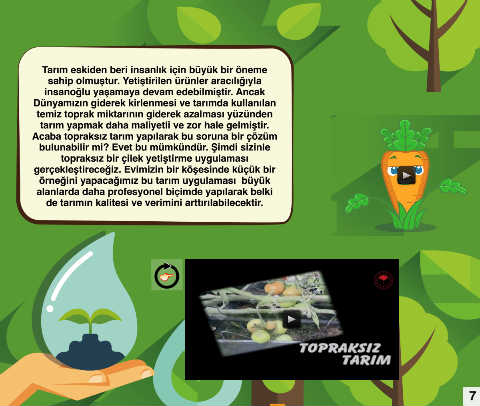 Tarım eskiden beri insanlık için büyük bir öneme
sahip olmuştur. Yetiştirilen ürünler aracılığıyla
insanoğlu yaşamaya devam edebilmiştir. Ancak
Dünyamızın giderek kirlenmesi ve tarımda kullanılan
temiz toprak miktarının giderek azalması yüzünden
tarım yapmak daha maliyetli ve zor hale gelmiştir.
Acaba topraksız tarım yapılarak bu soruna bir çözüm
bulunabilir mi? Evet bu mümkündür. Şimdi sizinle
topraksız bir çilek yetiştirme uygulaması
gerçekleştireceğiz. Evimizin bir köşesinde küçük bir
örneğini yapacağımız bu tarım uygulaması büyük
alanlarda daha profesyonel biçimde yapılarak belki
de tarımın kalitesi ve verimini arttırılabilecektir.
TOPRAKSIZ
TARIM
7